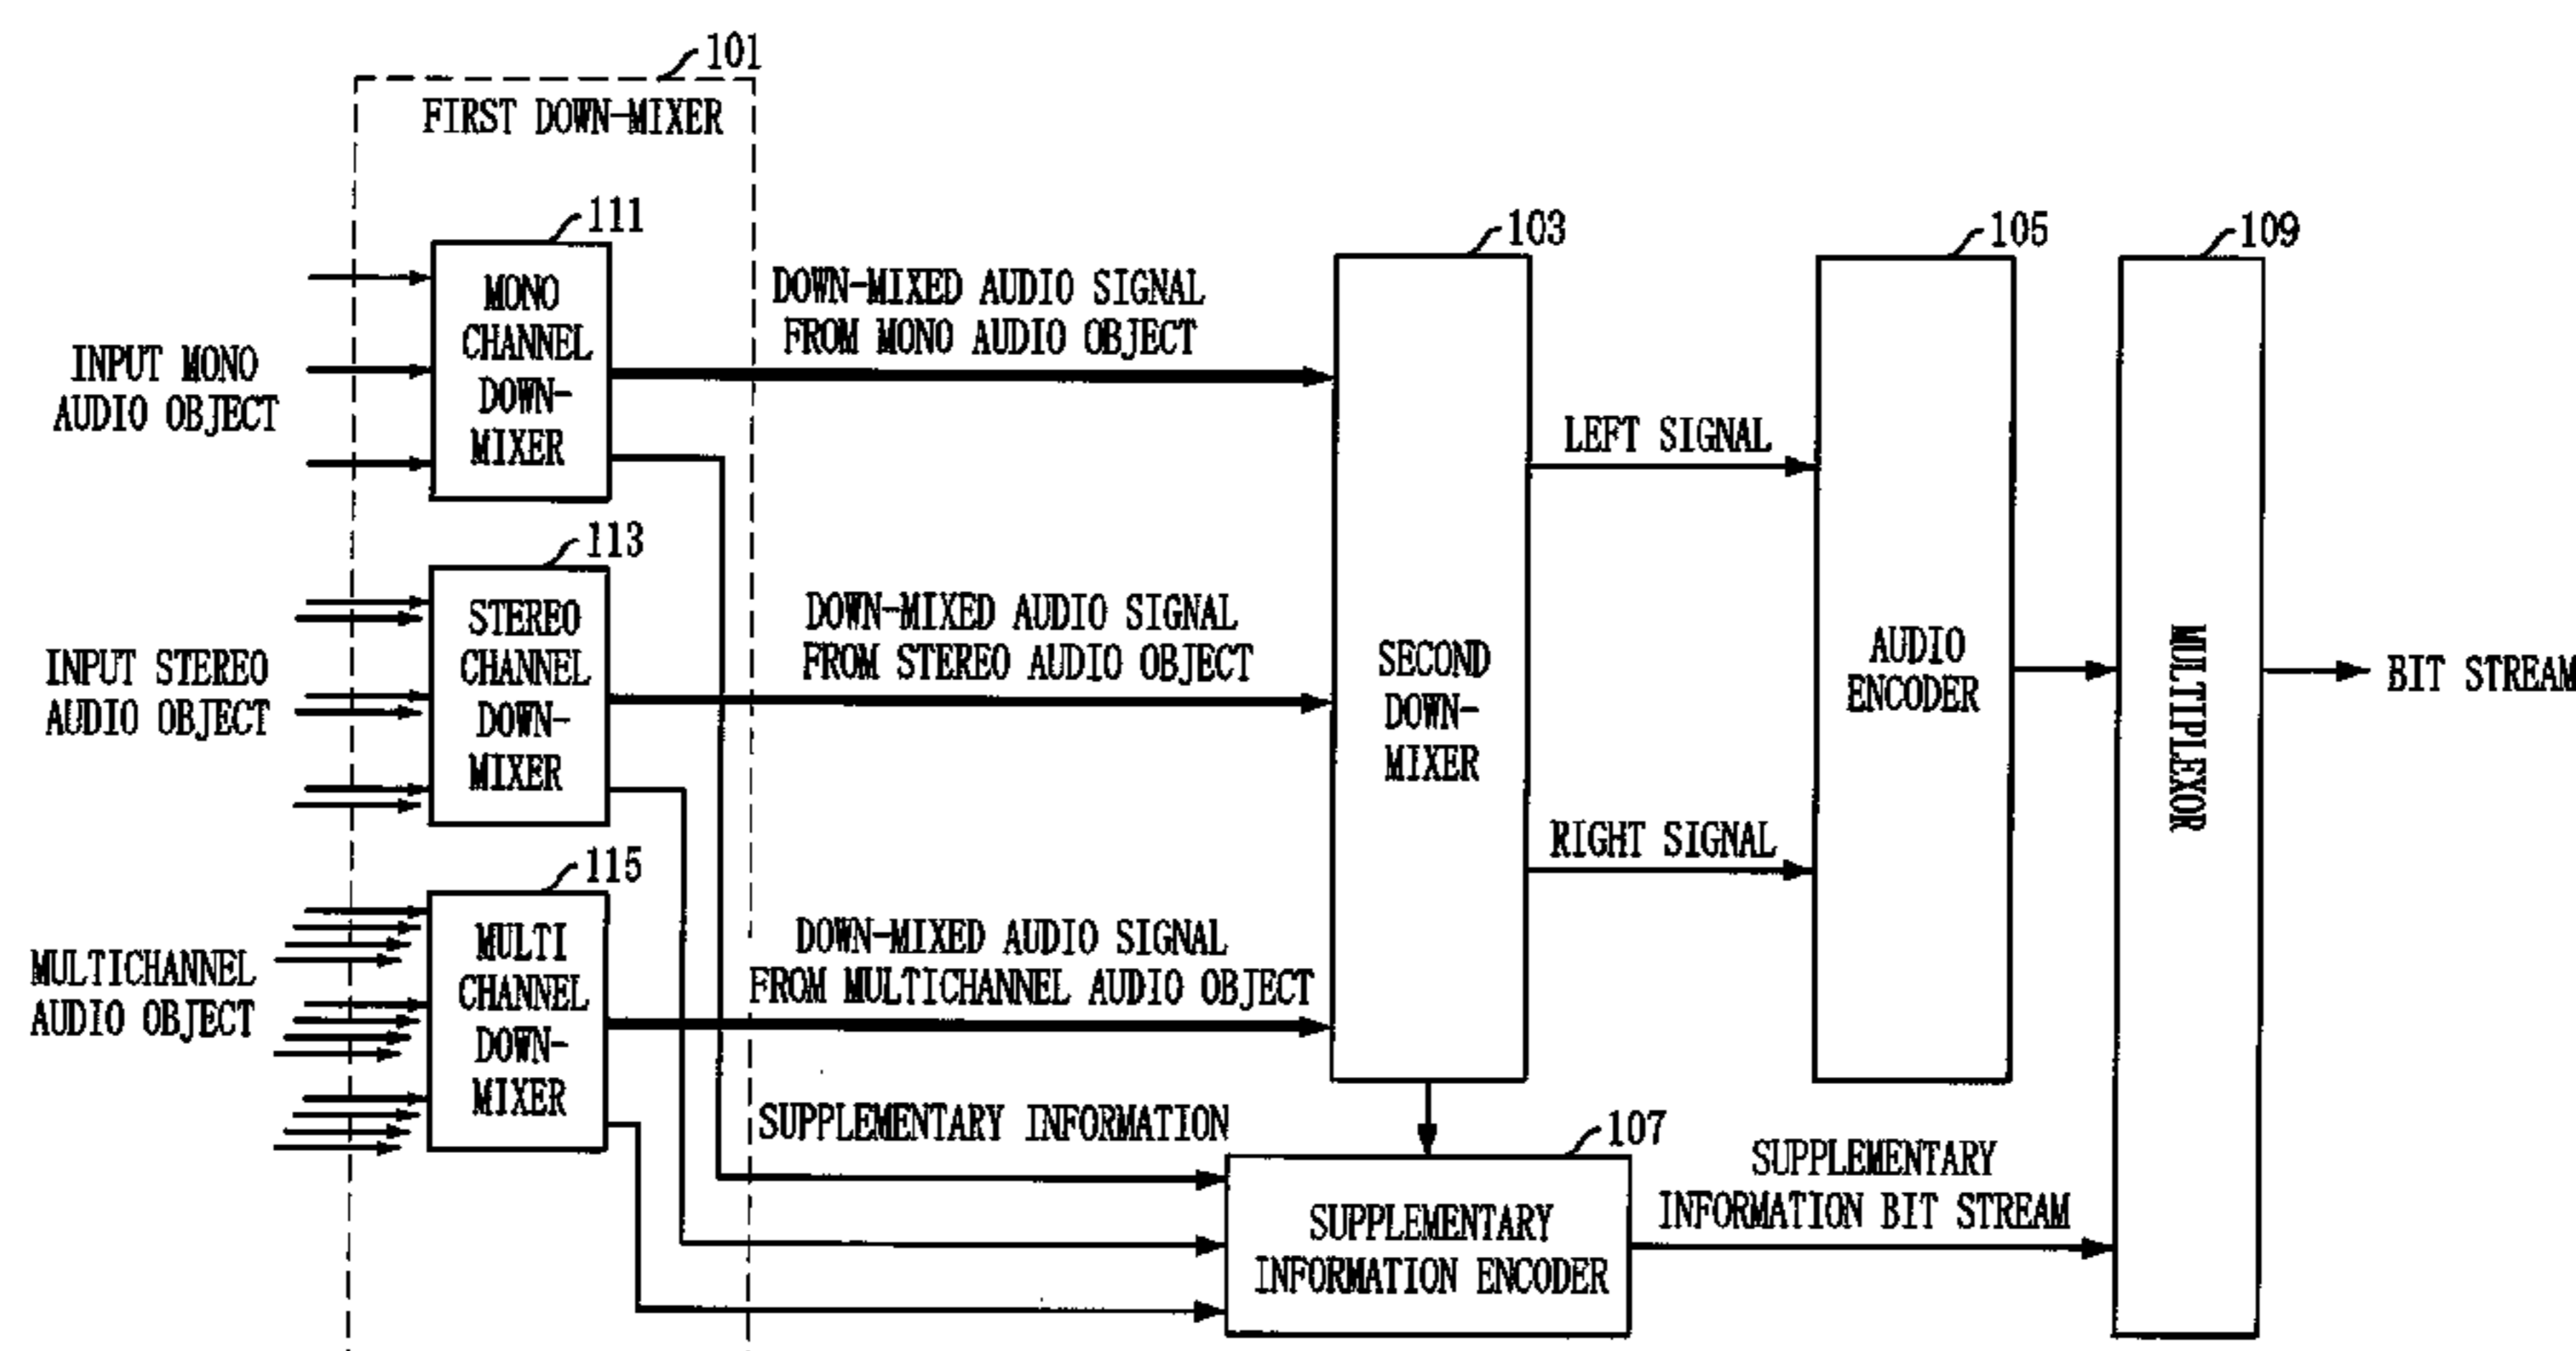 101
FIRST DOWN-MIXER
111
MONO
CHANNEL
DOWN-
MIXER
INPUT MONO
AUDIO OBJECT
DOWN-MIXED AUDIO SIGNAL
FROM MONO AUDIO OBJECT
113
STEREO
CHANNEL
DOWN-
MIXER
INPUT STEREO
AUDIO OBJECT
DOWN-MIXED AUDIO SIGNAL
FROM STEREO AUDIO OBJECT
115
MULTI
CHANNEL
DOWN-
MIXER
MULTICHANNEL
AUDIO OBJECT
DOWN-MIXED AUDIO SIGNAL
FROM MULTICHANNEL AUDIO OBJECT
SUPPLEMENTARY INFORMATION
103
SECOND
DOWN-
MIXER
LEFT SIGNAL
RIGHT SIGNAL
105
AUDIO
ENCODER
107
SUPPLEMENTARY
INFORMATION ENCODER
SUPPLEMENTARY
INFORMATION BIT STREAM
109
MULTIPLEXOR
BIT STREAM